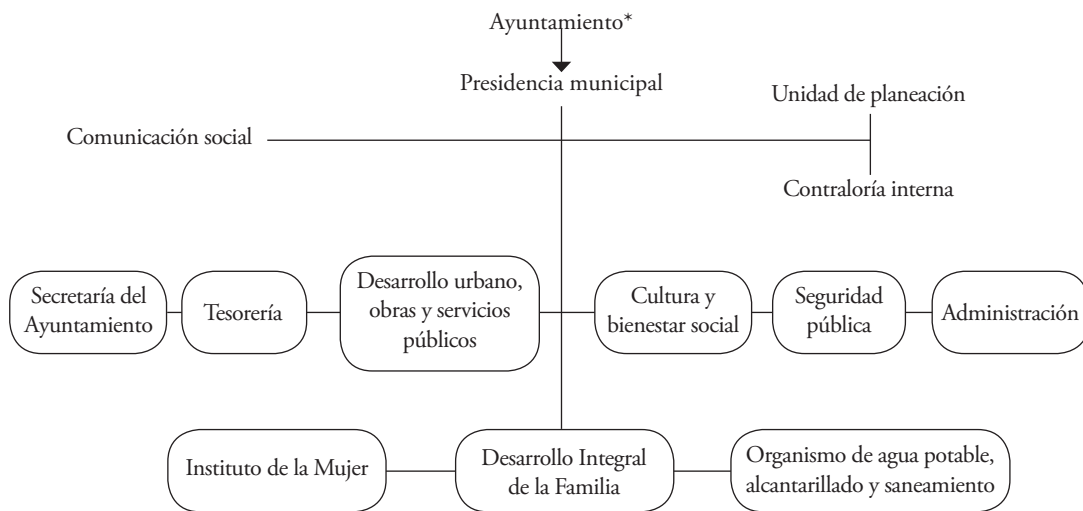 Ayuntamiento*
Presidencia municipal
Unidad de planeación
Comunicación social
Contraloría interna
Secretaría del
Ayuntamiento
Tesorería
Desarrollo urbano,
obras y servicios
públicos
Cultura y
bienestar social
Seguridad
pública
Administración
Instituto de la Mujer
Desarrollo Integral
de la Familia
Organismo de agua potable,
alcantarillado y saneamiento